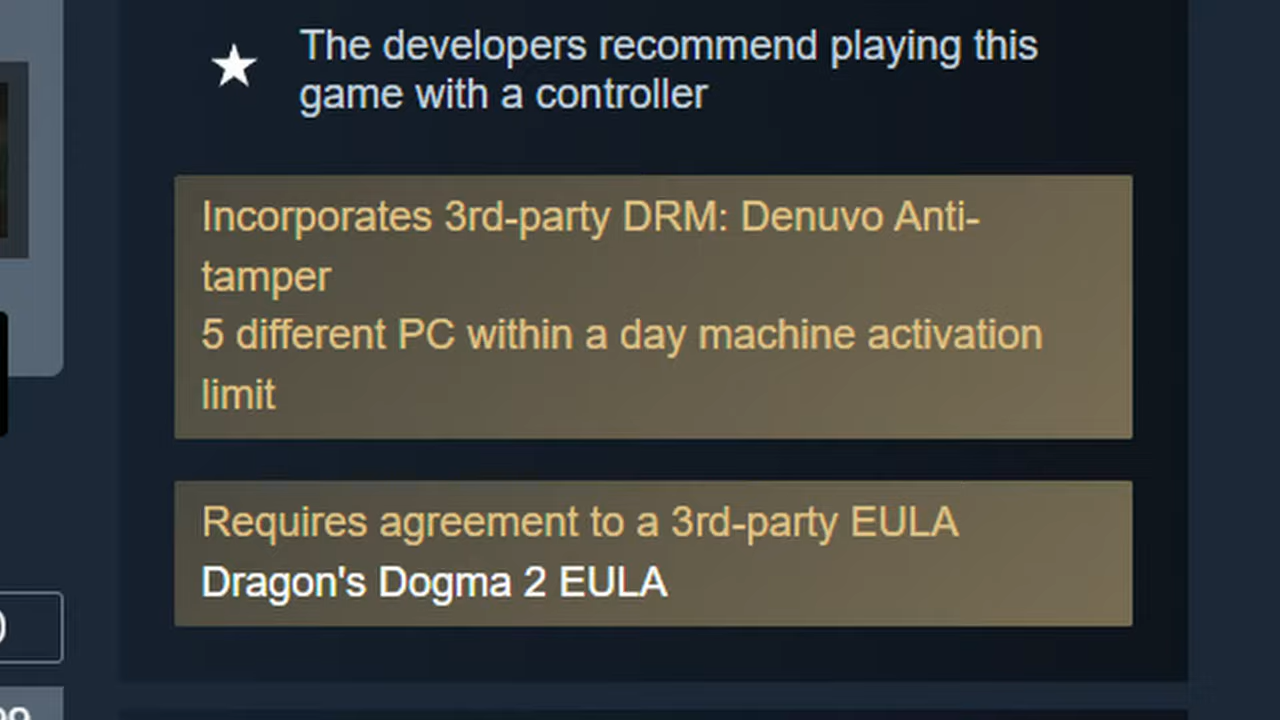 The developers recommend playing this
game with a controller
Incorporates 3rd-party DRM: Denuvo Anti-
tamper
5 different PC within a day machine activation
limit
Requires agreement to a 3rd-party EULA
Dragon's Dogma 2 EULA